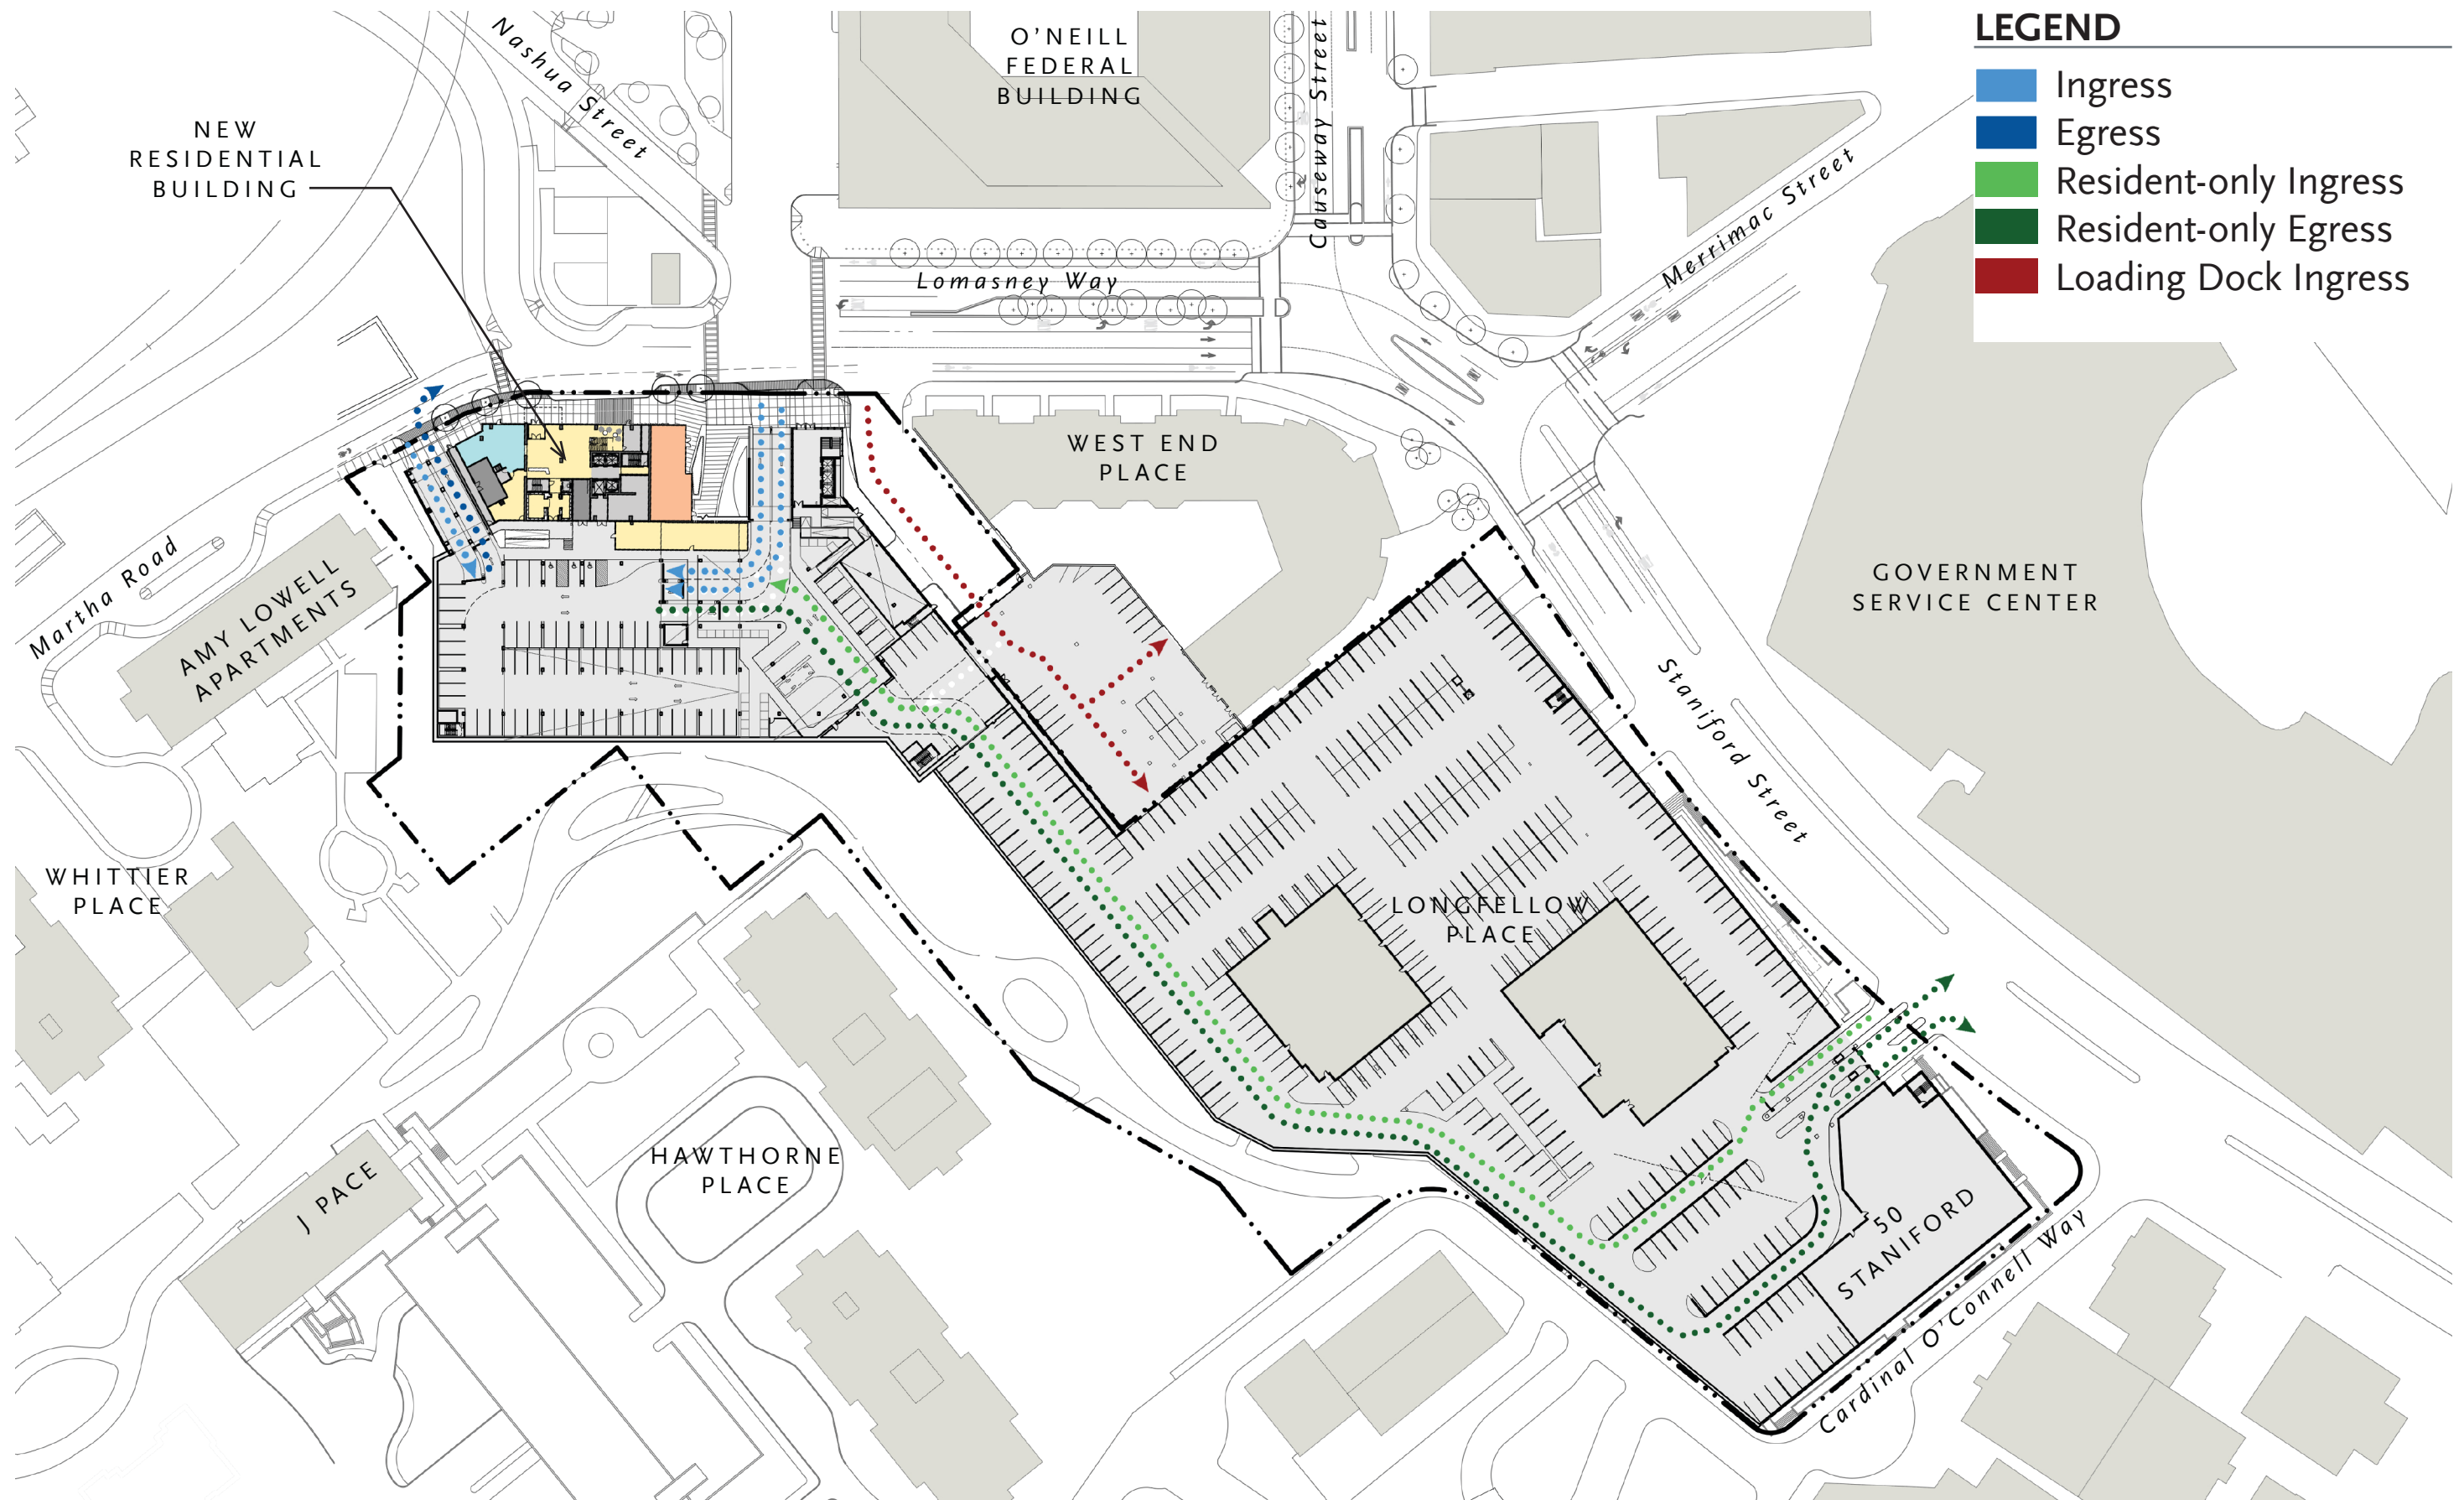 LEGEND
Ingress
Egress
Resident-only Ingress
Resident-only Egress
Loading Dock Ingress
Nashua Street
O'NEILL
FEDERAL
BUILDING
Causeway Street
NEW
RESIDENTIAL
BUILDING
Merrimac Street
Lomasney Way
WEST END
PLACE
Martha Road
AMY LOWELL
APARTMENTS
GOVERNMENT
SERVICE CENTER
Staniford Street
WHITTIER
PLACE
LONGFELLOW
PLACE
J PACE
HAWTHORNE
PLACE
50
STANIFORD
Cardinal O'Connell Way